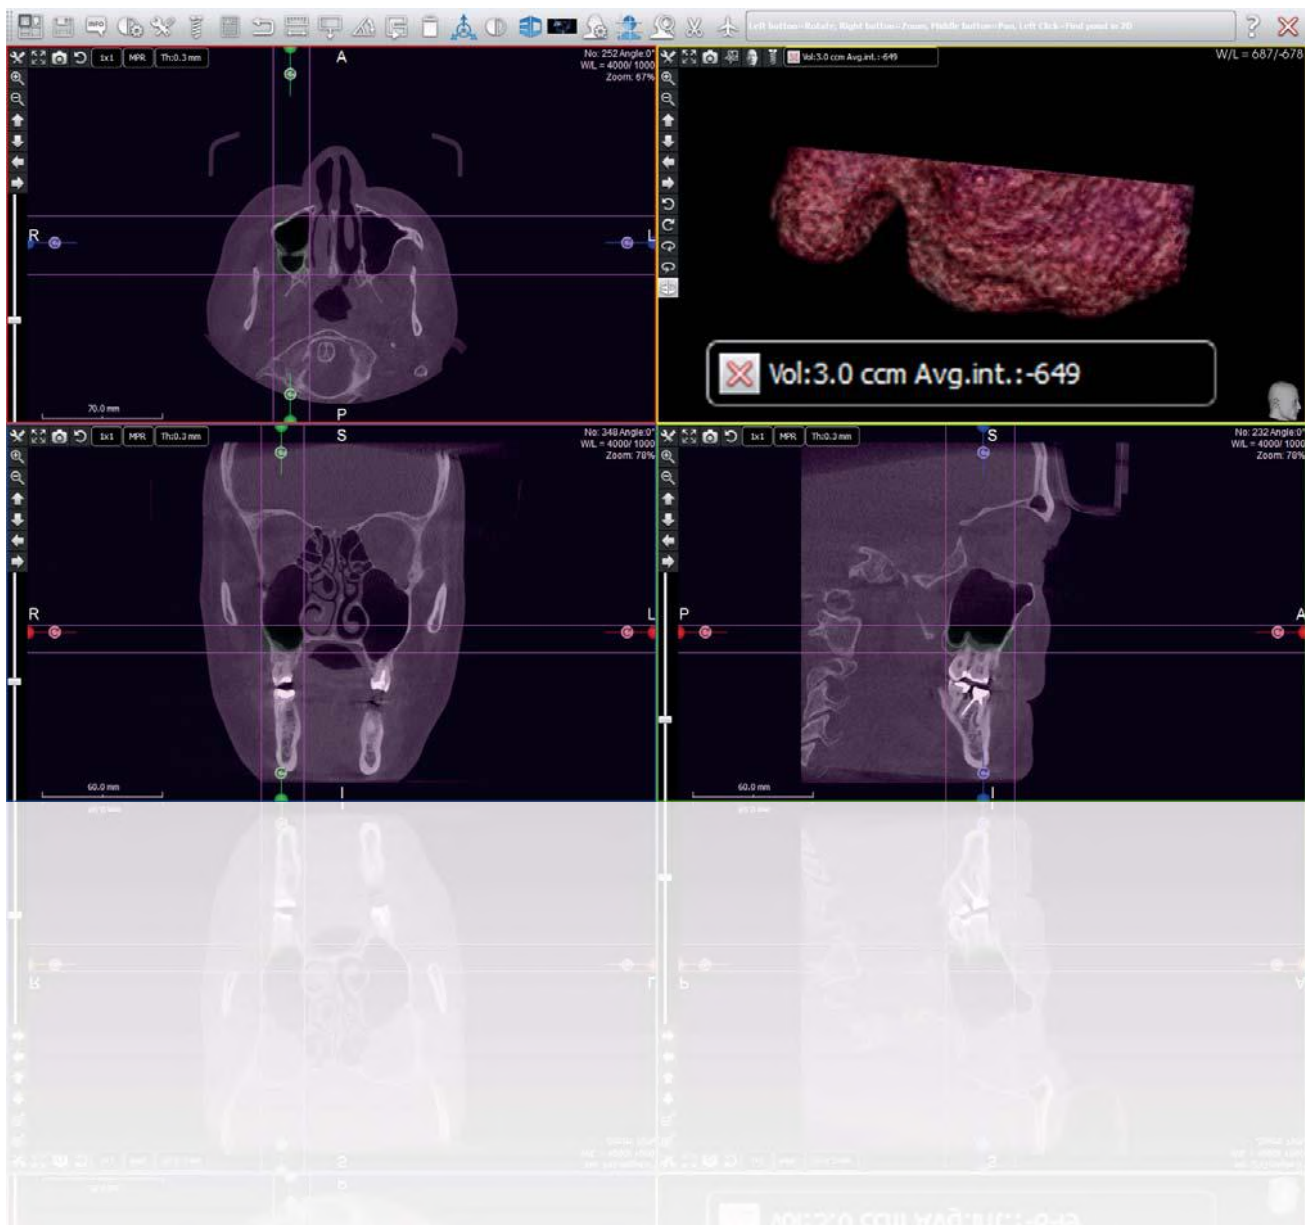 INFO
Left button=Rotate, Right button=Zoom, Middle button=Pan, Left Click=Find point in 2D
?
1x1 MPR Th:0.3 mm
A
No: 252 Angle:0°
W/L = 4000/ 1000
Zoom: 67%
R
L
70.0 mm
P
Vol:3.0 ccm Avg.int.:-649
W/L = 687/-678
Vol:3.0 ccm Avg.int.:-649
1x1 MPR Th:0.3 mm
S
No: 348 Angle:0°
W/L = 4000/ 1000
Zoom: 78%
R
L
60.0 mm
I
1x1 MPR Th:0.3 mm
S
No: 232 Angle:0°
W/L = 4000/ 1000
Zoom: 78%
P
A
60.0 mm
I